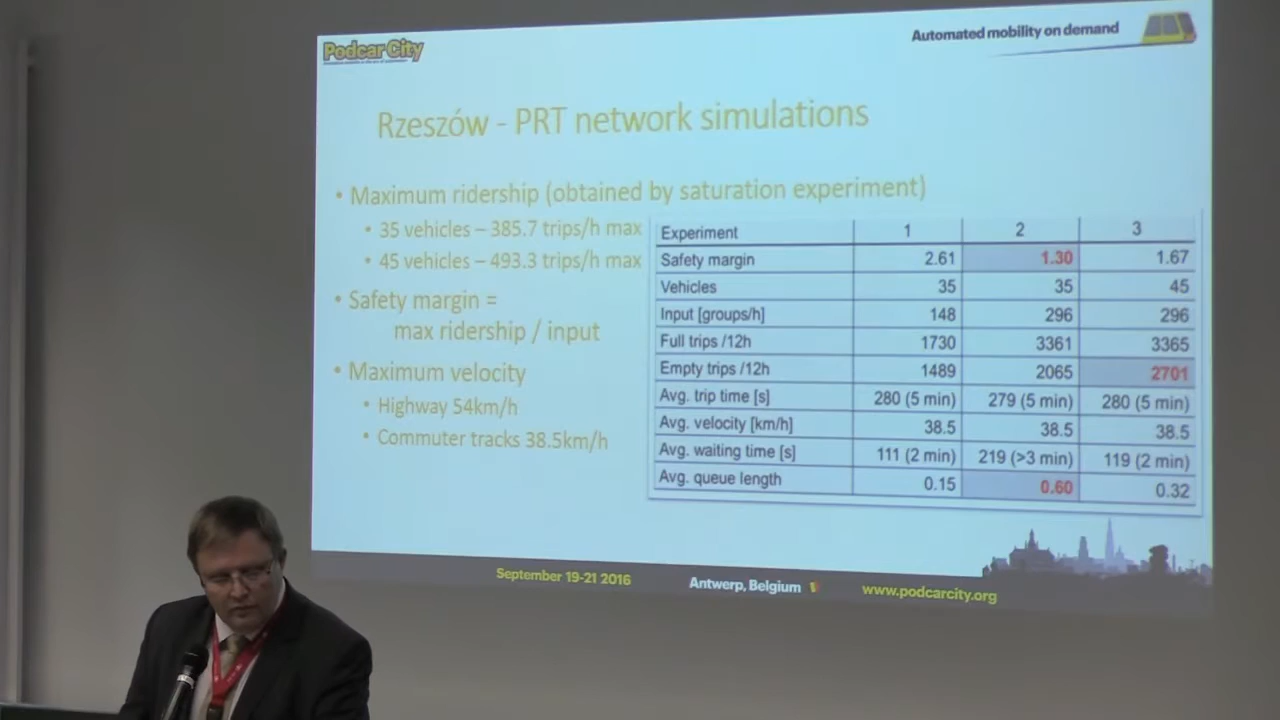 Podcar City
Automated mobility on demand
Rzeszów - PRT network simulations
• Maximum ridership (obtained by saturation experiment)
• 35 vehicles – 385.7 trips/h max
• 45 vehicles – 493.3 trips/h max
• Safety margin =
max ridership / input
• Maximum velocity
• Highway 54km/h
• Commuter tracks 38.5km/h
Experiment 1 2 3
Safety margin 2.61 1.30 1.67
Vehicles 35 35 45
Input [groups/h] 148 296 296
Full trips /12h 1730 3361 3365
Empty trips /12h 1489 2065 2701
Avg. trip time [s] 280 (5 min) 279 (5 min) 280 (5 min)
Avg. velocity [km/h] 38.5 38.5 38.5
Avg. waiting time [s] 111 (2 min) 219 (>3 min) 119 (2 min)
Avg. queue length 0.15 0.60 0.32
September 19-21 2016 Antwerp, Belgium www.podcarcity.org